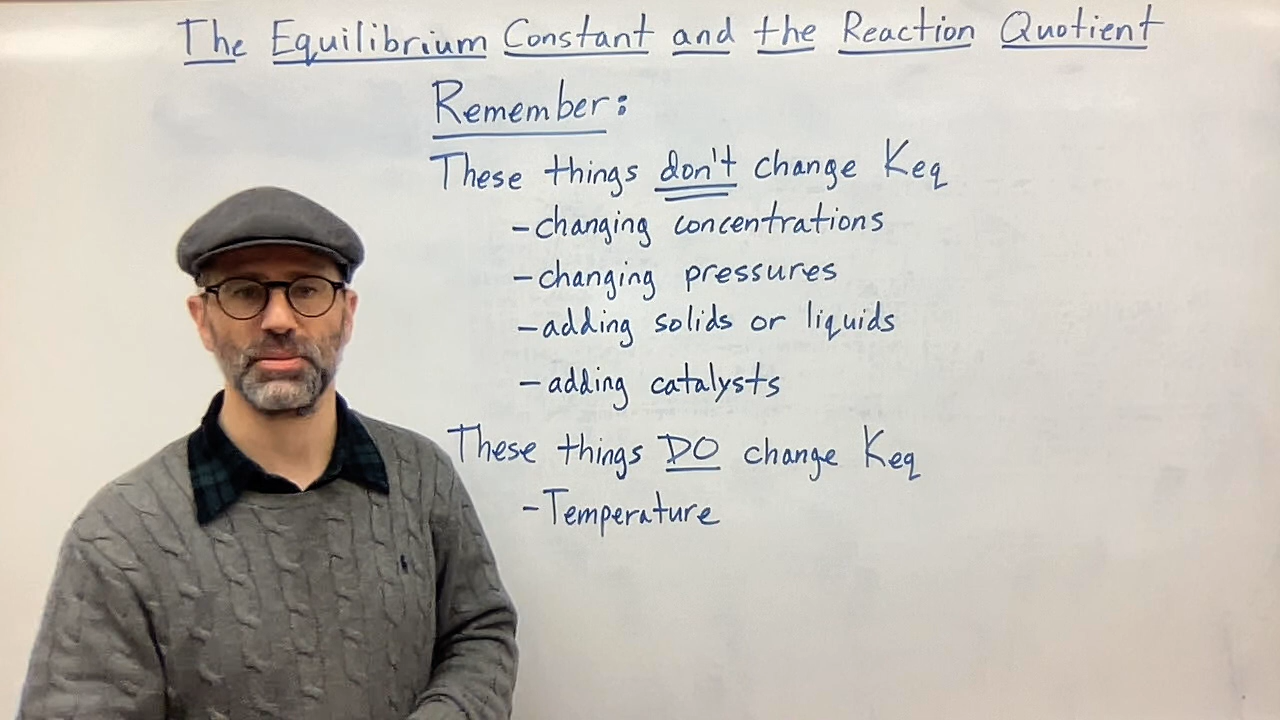 The Equilibrium Constant and the Reaction Quotient
Remember:
These things don't change Keq
-changing concentrations
-changing pressures
-adding solids or liquids
-adding catalysts
These things DO change Keq
-Temperature